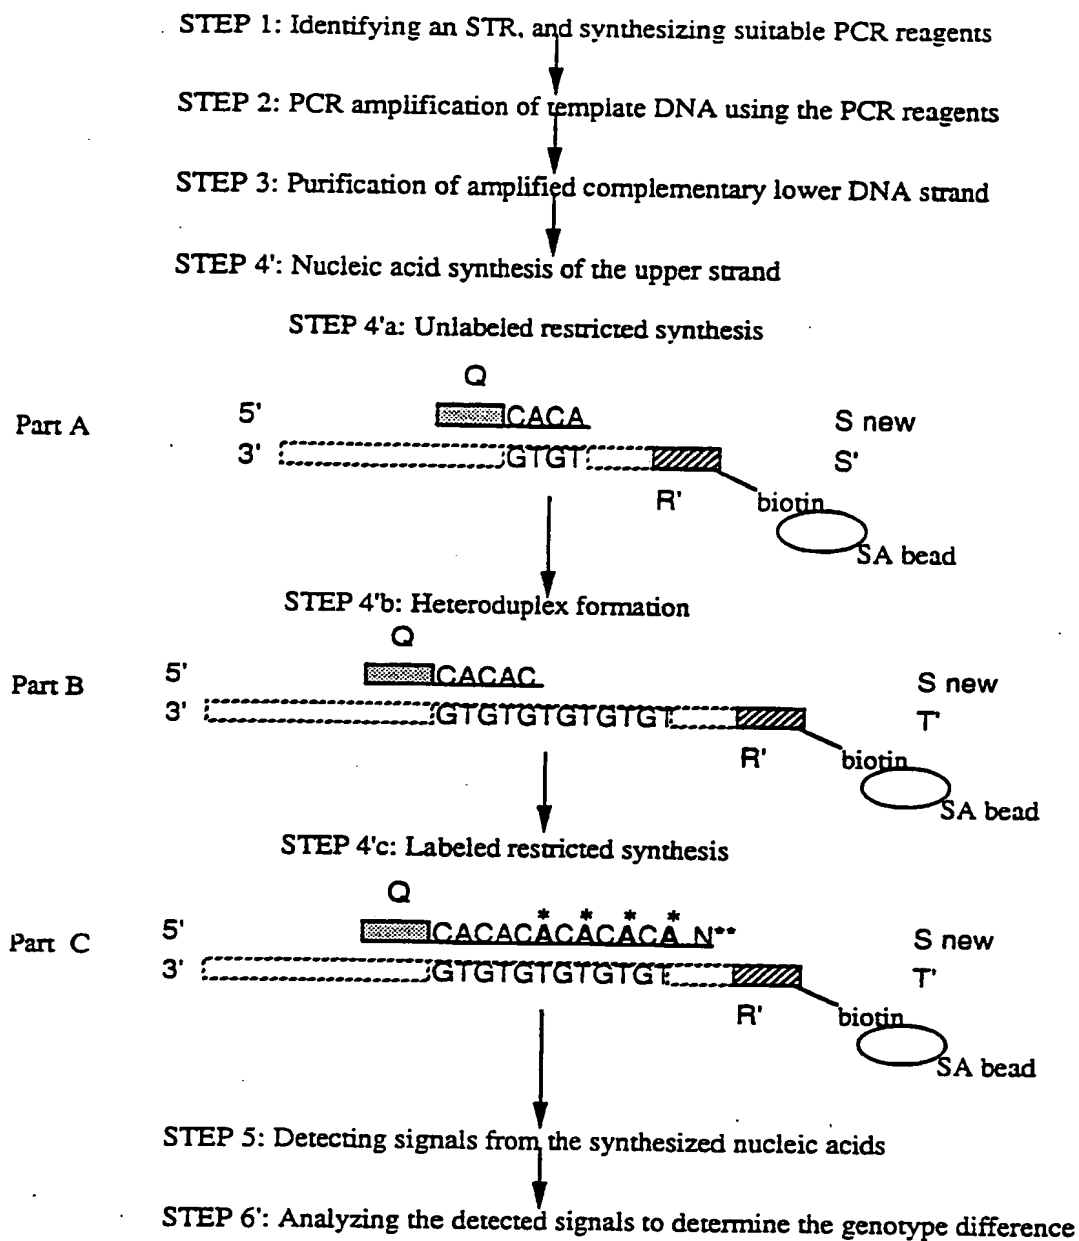 STEP 1: Identifying an STR, and synthesizing suitable PCR reagents
STEP 2: PCR amplification of template DNA using the PCR reagents
STEP 3: Purification of amplified complementary lower DNA strand
STEP 4': Nucleic acid synthesis of the upper strand
STEP 4'a: Unlabeled restricted synthesis
Q
Part A
5' CACA S new
3' GTGT S'
R' biotin
SA bead
STEP 4'b: Heteroduplex formation
Q
Part B
5' CACAC S new
3' GTGTGTGTGTGT T'
R' biotin
SA bead
STEP 4'c: Labeled restricted synthesis
Q
* * * *
Part C
5' CACACACACACA N** S new
3' GTGTGTGTGTGT T'
R' biotin
SA bead
STEP 5: Detecting signals from the synthesized nucleic acids
STEP 6': Analyzing the detected signals to determine the genotype difference